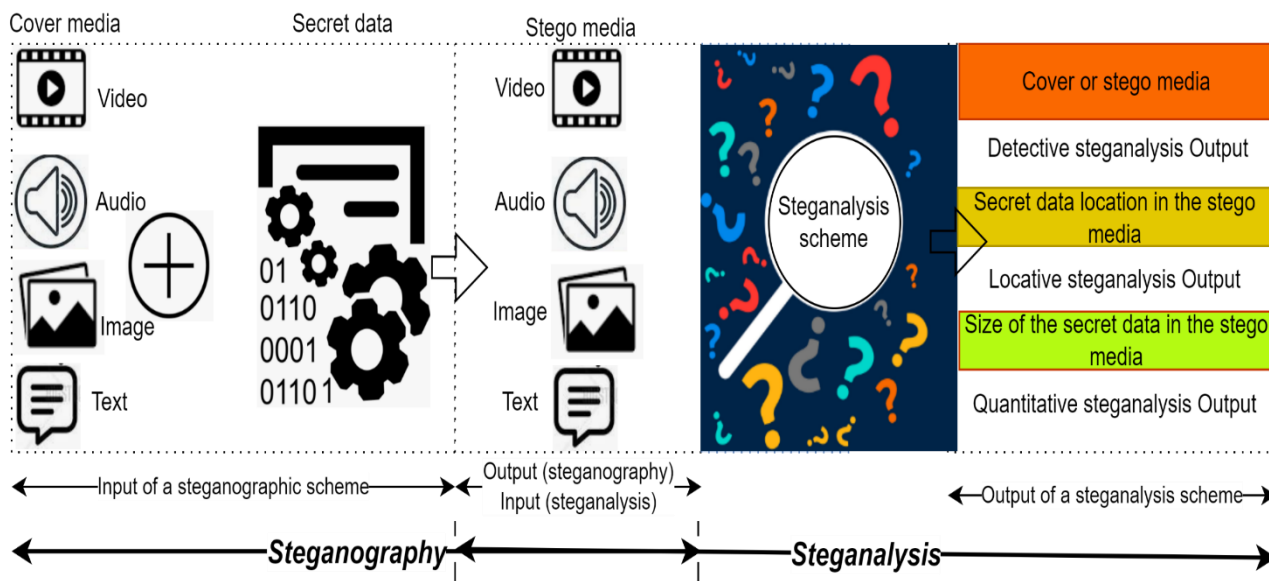 Cover media
Secret data
Stego media
Video
Audio
Image
Text
01
0110
0001
01101
Video
Audio
Image
Text
Steganalysis
scheme
Cover or stego media
Detective steganalysis Output
Secret data location in the stego
media
Locative steganalysis Output
Size of the secret data in the stego
media
Quantitative steganalysis Output
Input of a steganographic scheme
Output (steganography)
Input (steganalysis)
Output of a steganalysis scheme
Steganography
Steganalysis